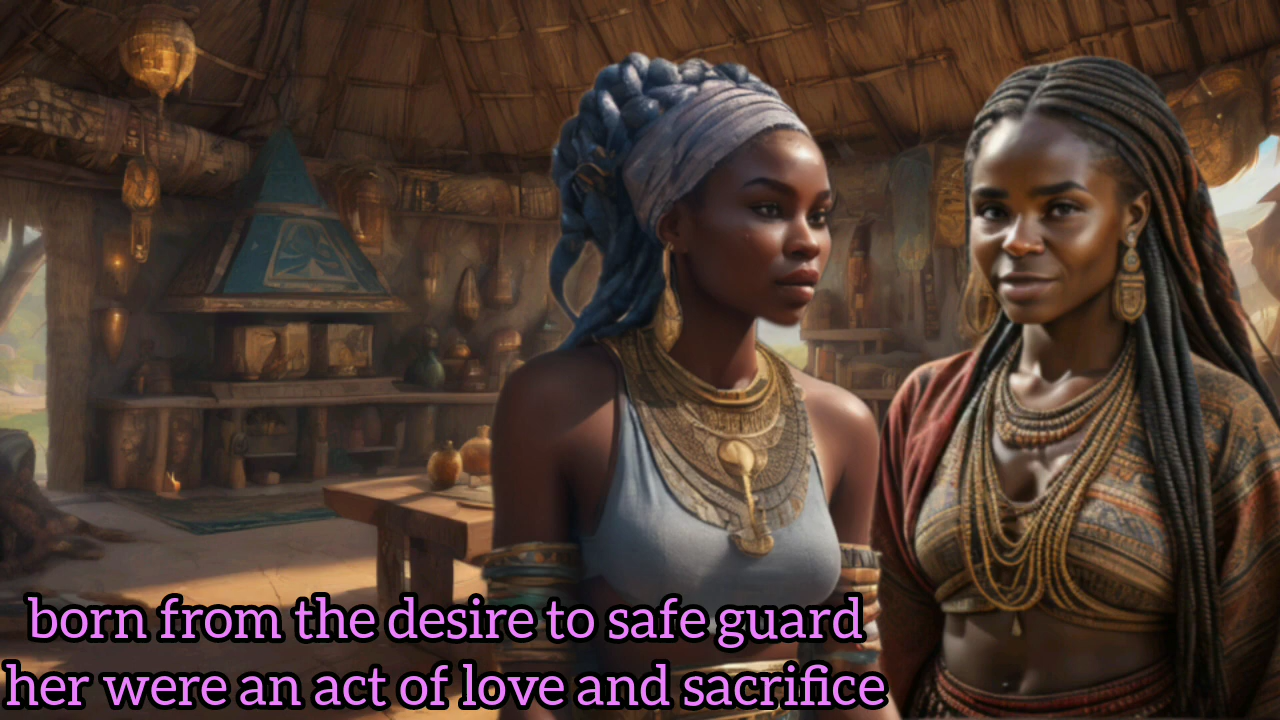 born from the desire to safe guard
her were an act of love and sacrifice